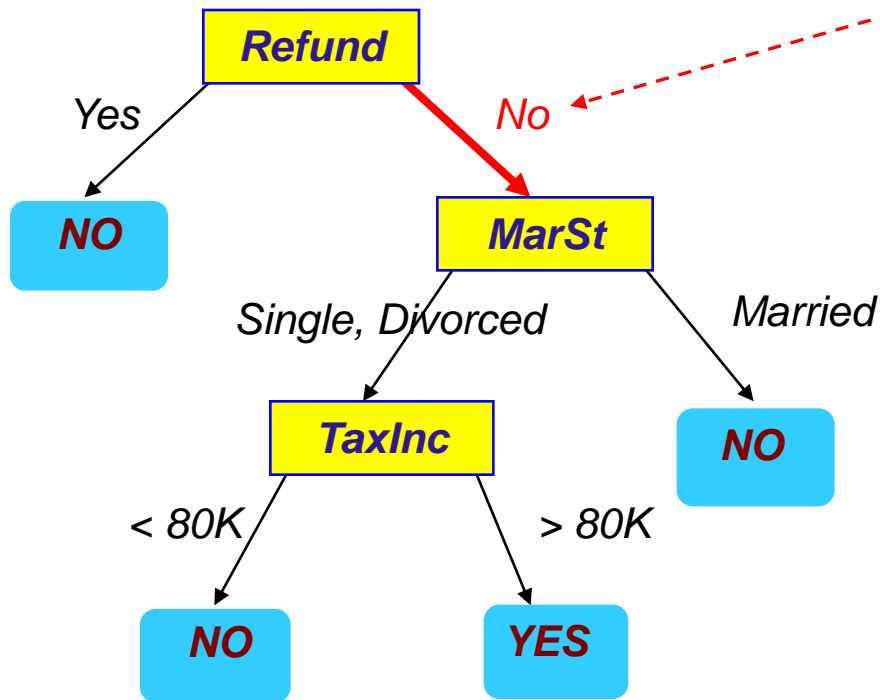 Refund
Yes
No
NO
MarSt
Single, Divorced
Married
TaxInc
NO
< 80K
> 80K
NO
YES